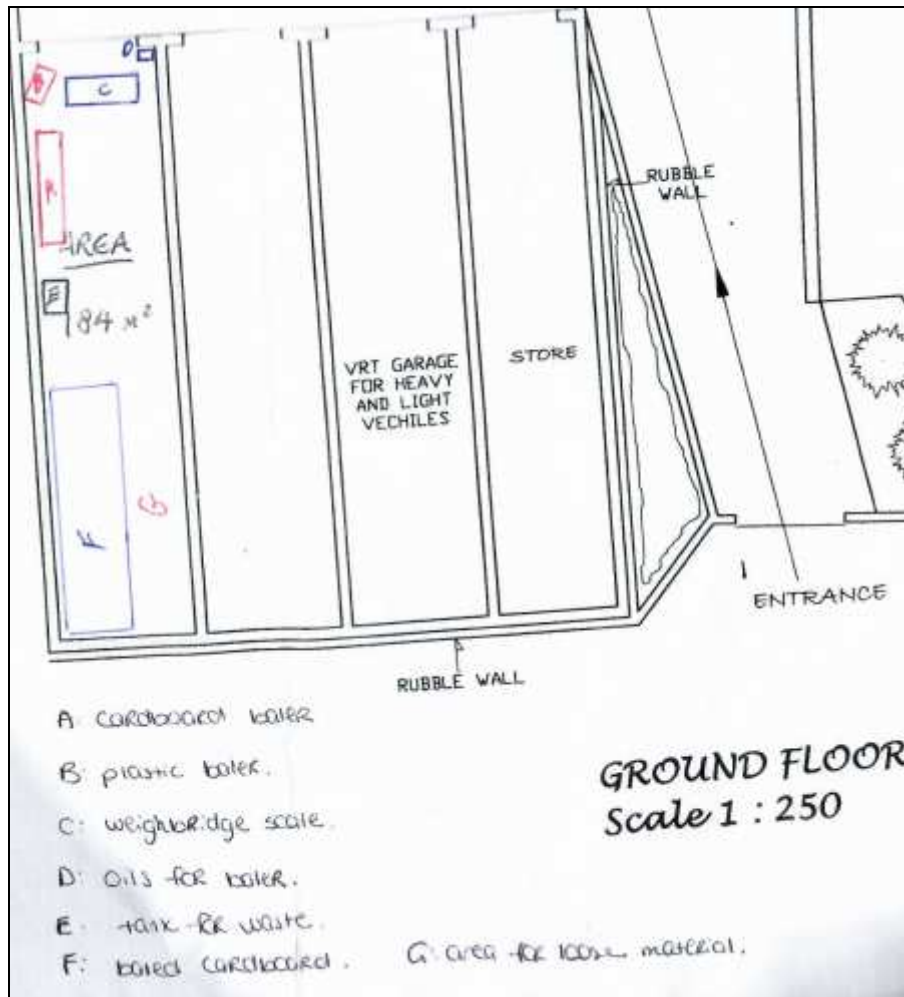 D
B
C
A
AREA
E
184 M²
F
G
RUBBLE
WALL
VRT GARAGE
FOR HEAVY
AND LIGHT
VECHILES
STORE
ENTRANCE
RUBBLE WALL
GROUND FLOOR
Scale 1 : 250
A: cardboard baler
B: plastic baler.
C: weighbridge scale.
D: oils for baler.
E: tank for waste.
F: baled cardboard. G: area for loose material.